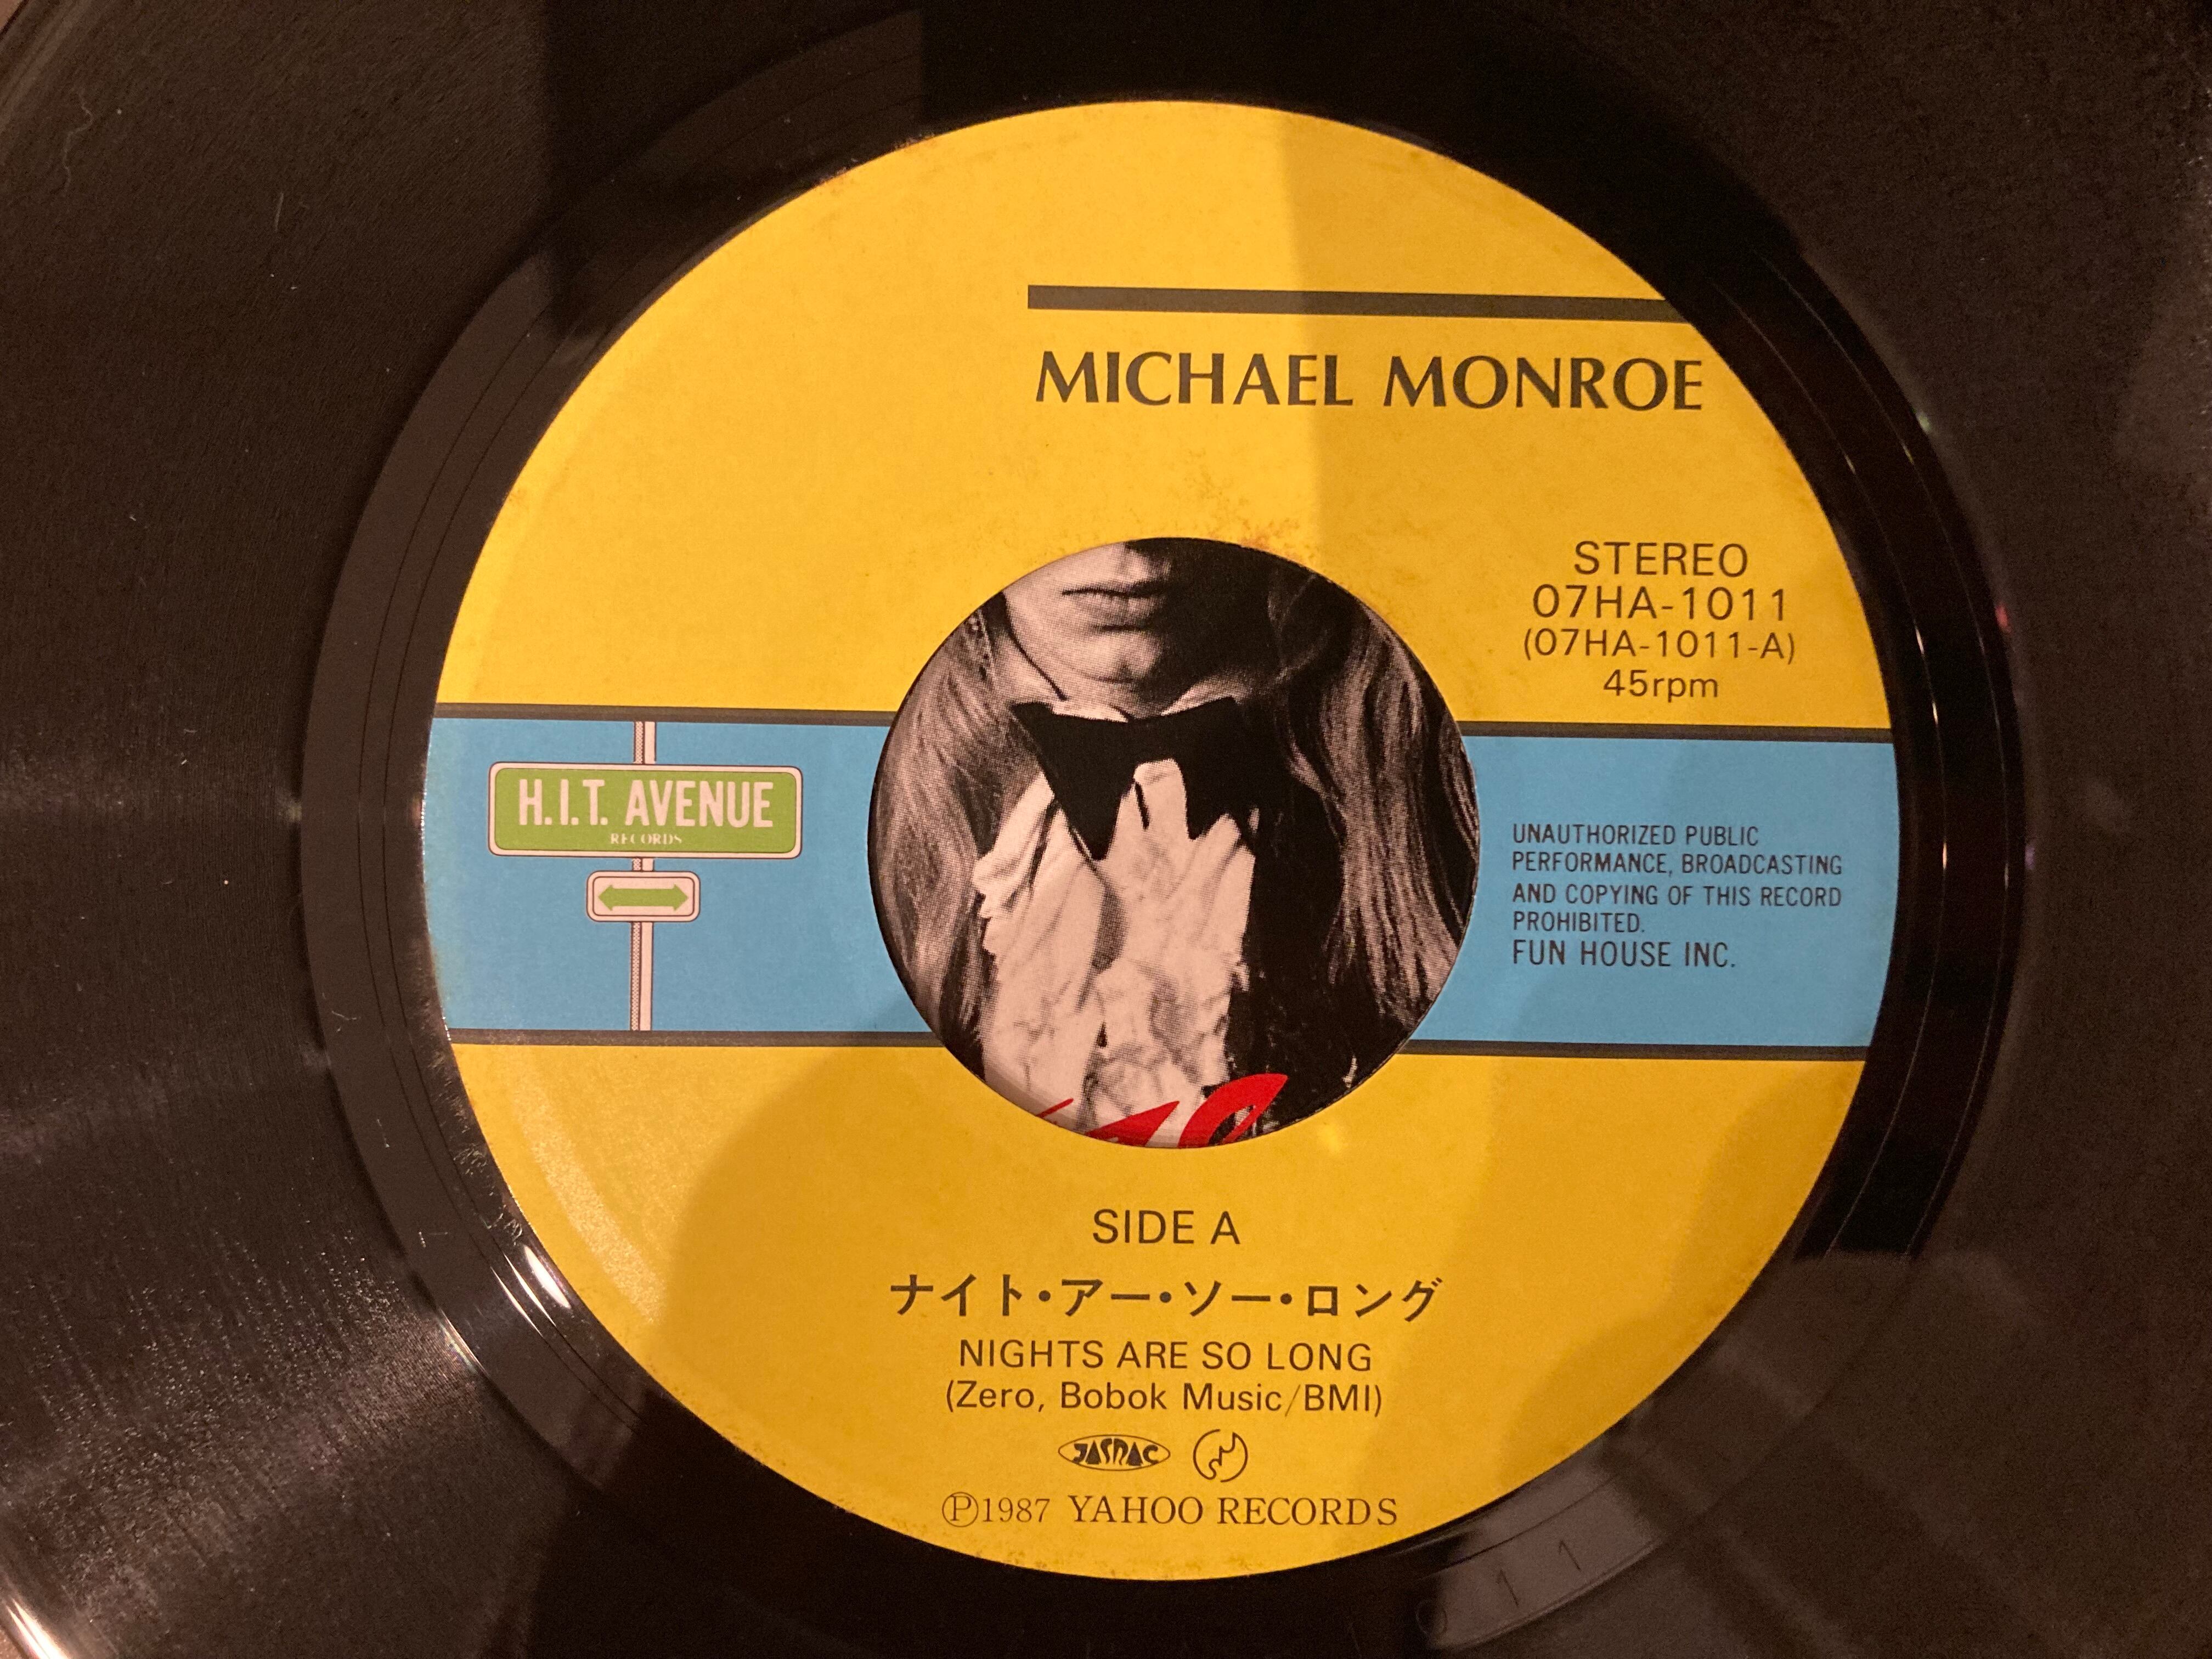 MICHAEL MONROE
STEREO
07HA-1011
(07HA-1011-A)
45rpm
H.I.T. AVENUE
RECORDS
UNAUTHORIZED PUBLIC
PERFORMANCE, BROADCASTING
AND COPYING OF THIS RECORD
PROHIBITED.
FUN HOUSE INC.
SIDE A
ナイト・アー・ソー・ロング
NIGHTS ARE SO LONG
(Zero, Bobok Music/BMI)
JASRAC
Ⓟ1987 YAHOO RECORDS